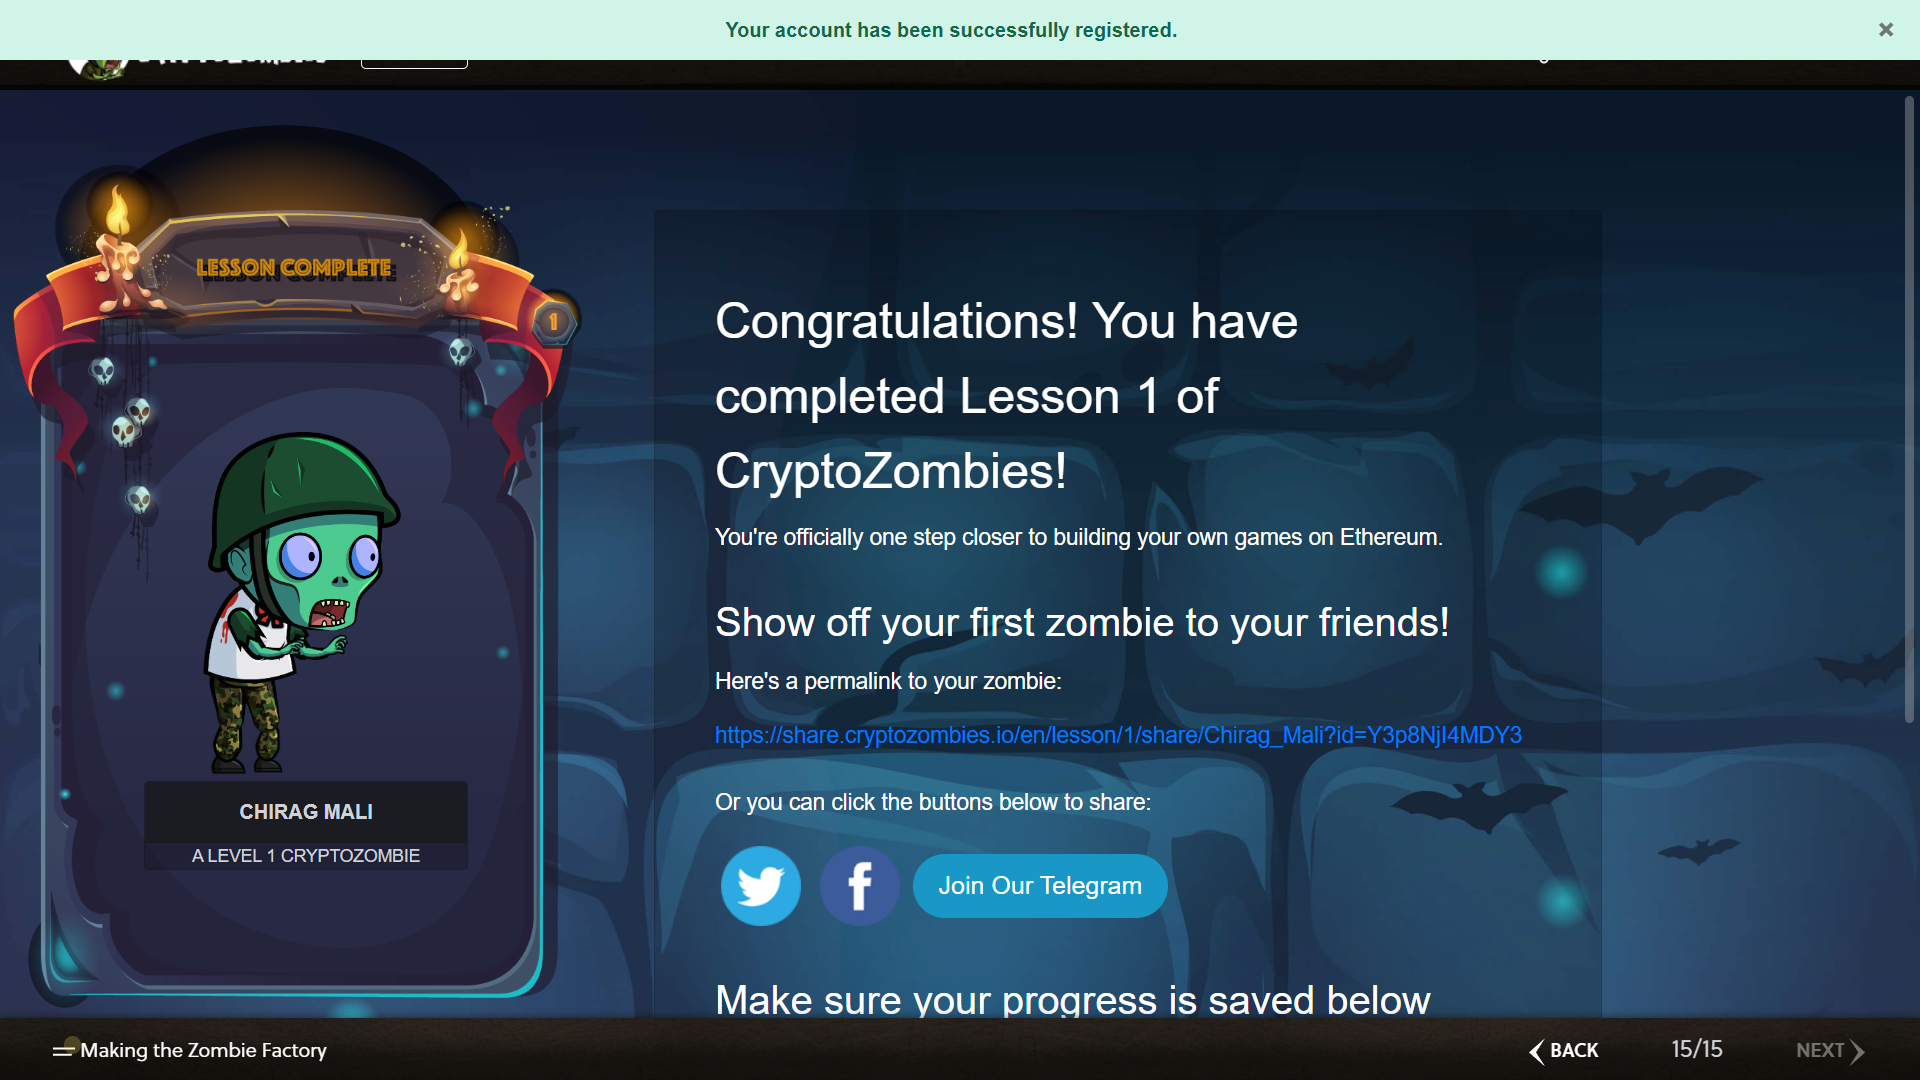 Your account has been successfully registered.
×
LESSON COMPLETE
1
CHIRAG MALI
A LEVEL 1 CRYPTOZOMBIE
Congratulations! You have
completed Lesson 1 of
CryptoZombies!
You're officially one step closer to building your own games on Ethereum.
Show off your first zombie to your friends!
Here's a permalink to your zombie:
https://share.cryptozombies.io/en/lesson/1/share/Chirag_Mali?id=Y3p8NjI4MDY3
Or you can click the buttons below to share:
Join Our Telegram
Make sure your progress is saved below
Making the Zombie Factory
BACK
15/15
NEXT